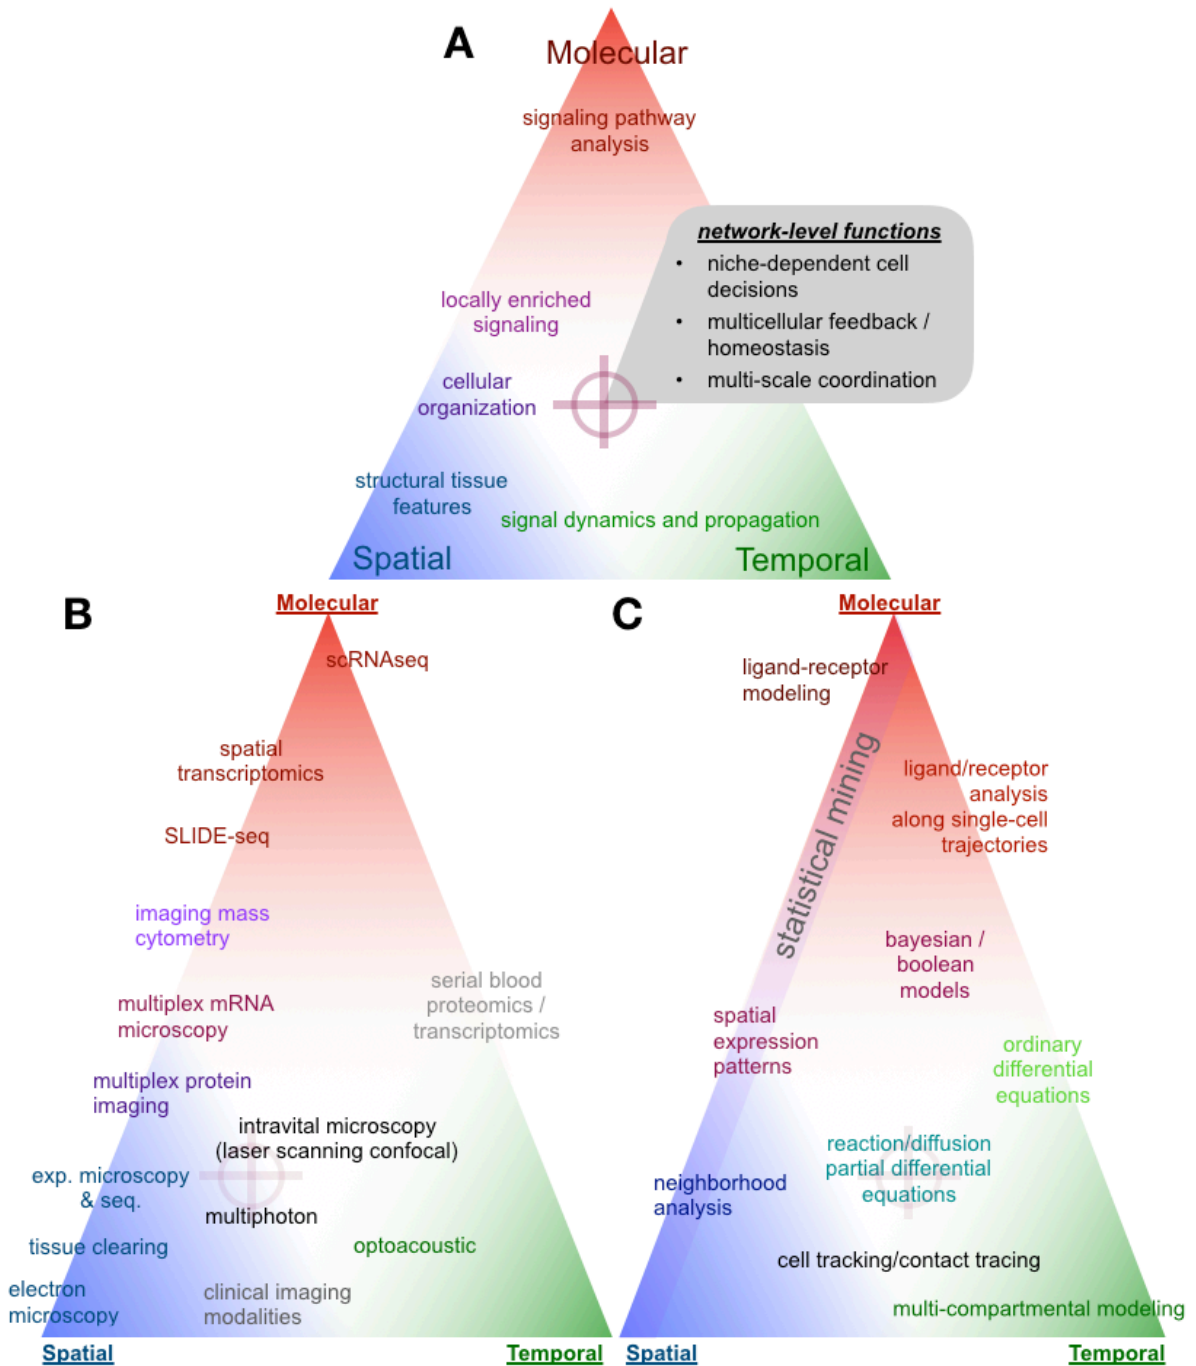 A
Molecular
signaling pathway
analysis
network-level functions
• niche-dependent cell
decisions
• multicellular feedback /
homeostasis
• multi-scale coordination
locally enriched
signaling
cellular
organization
structural tissue
features
signal dynamics and propagation
Spatial
Temporal
B
Molecular
scRNAseq
spatial
transcriptomics
SLIDE-seq
imaging mass
cytometry
serial blood
proteomics /
transcriptomics
multiplex mRNA
microscopy
multiplex protein
imaging
intravital microscopy
(laser scanning confocal)
exp. microscopy
& seq.
multiphoton
tissue clearing
optoacoustic
electron
microscopy
clinical imaging
modalities
Spatial
Temporal
C
Molecular
ligand-receptor
modeling
statistical mining
ligand/receptor
analysis
along single-cell
trajectories
bayesian /
boolean
models
spatial
expression
patterns
ordinary
differential
equations
reaction/diffusion
partial differential
equations
neighborhood
analysis
cell tracking/contact tracing
multi-compartmental modeling
Spatial
Temporal